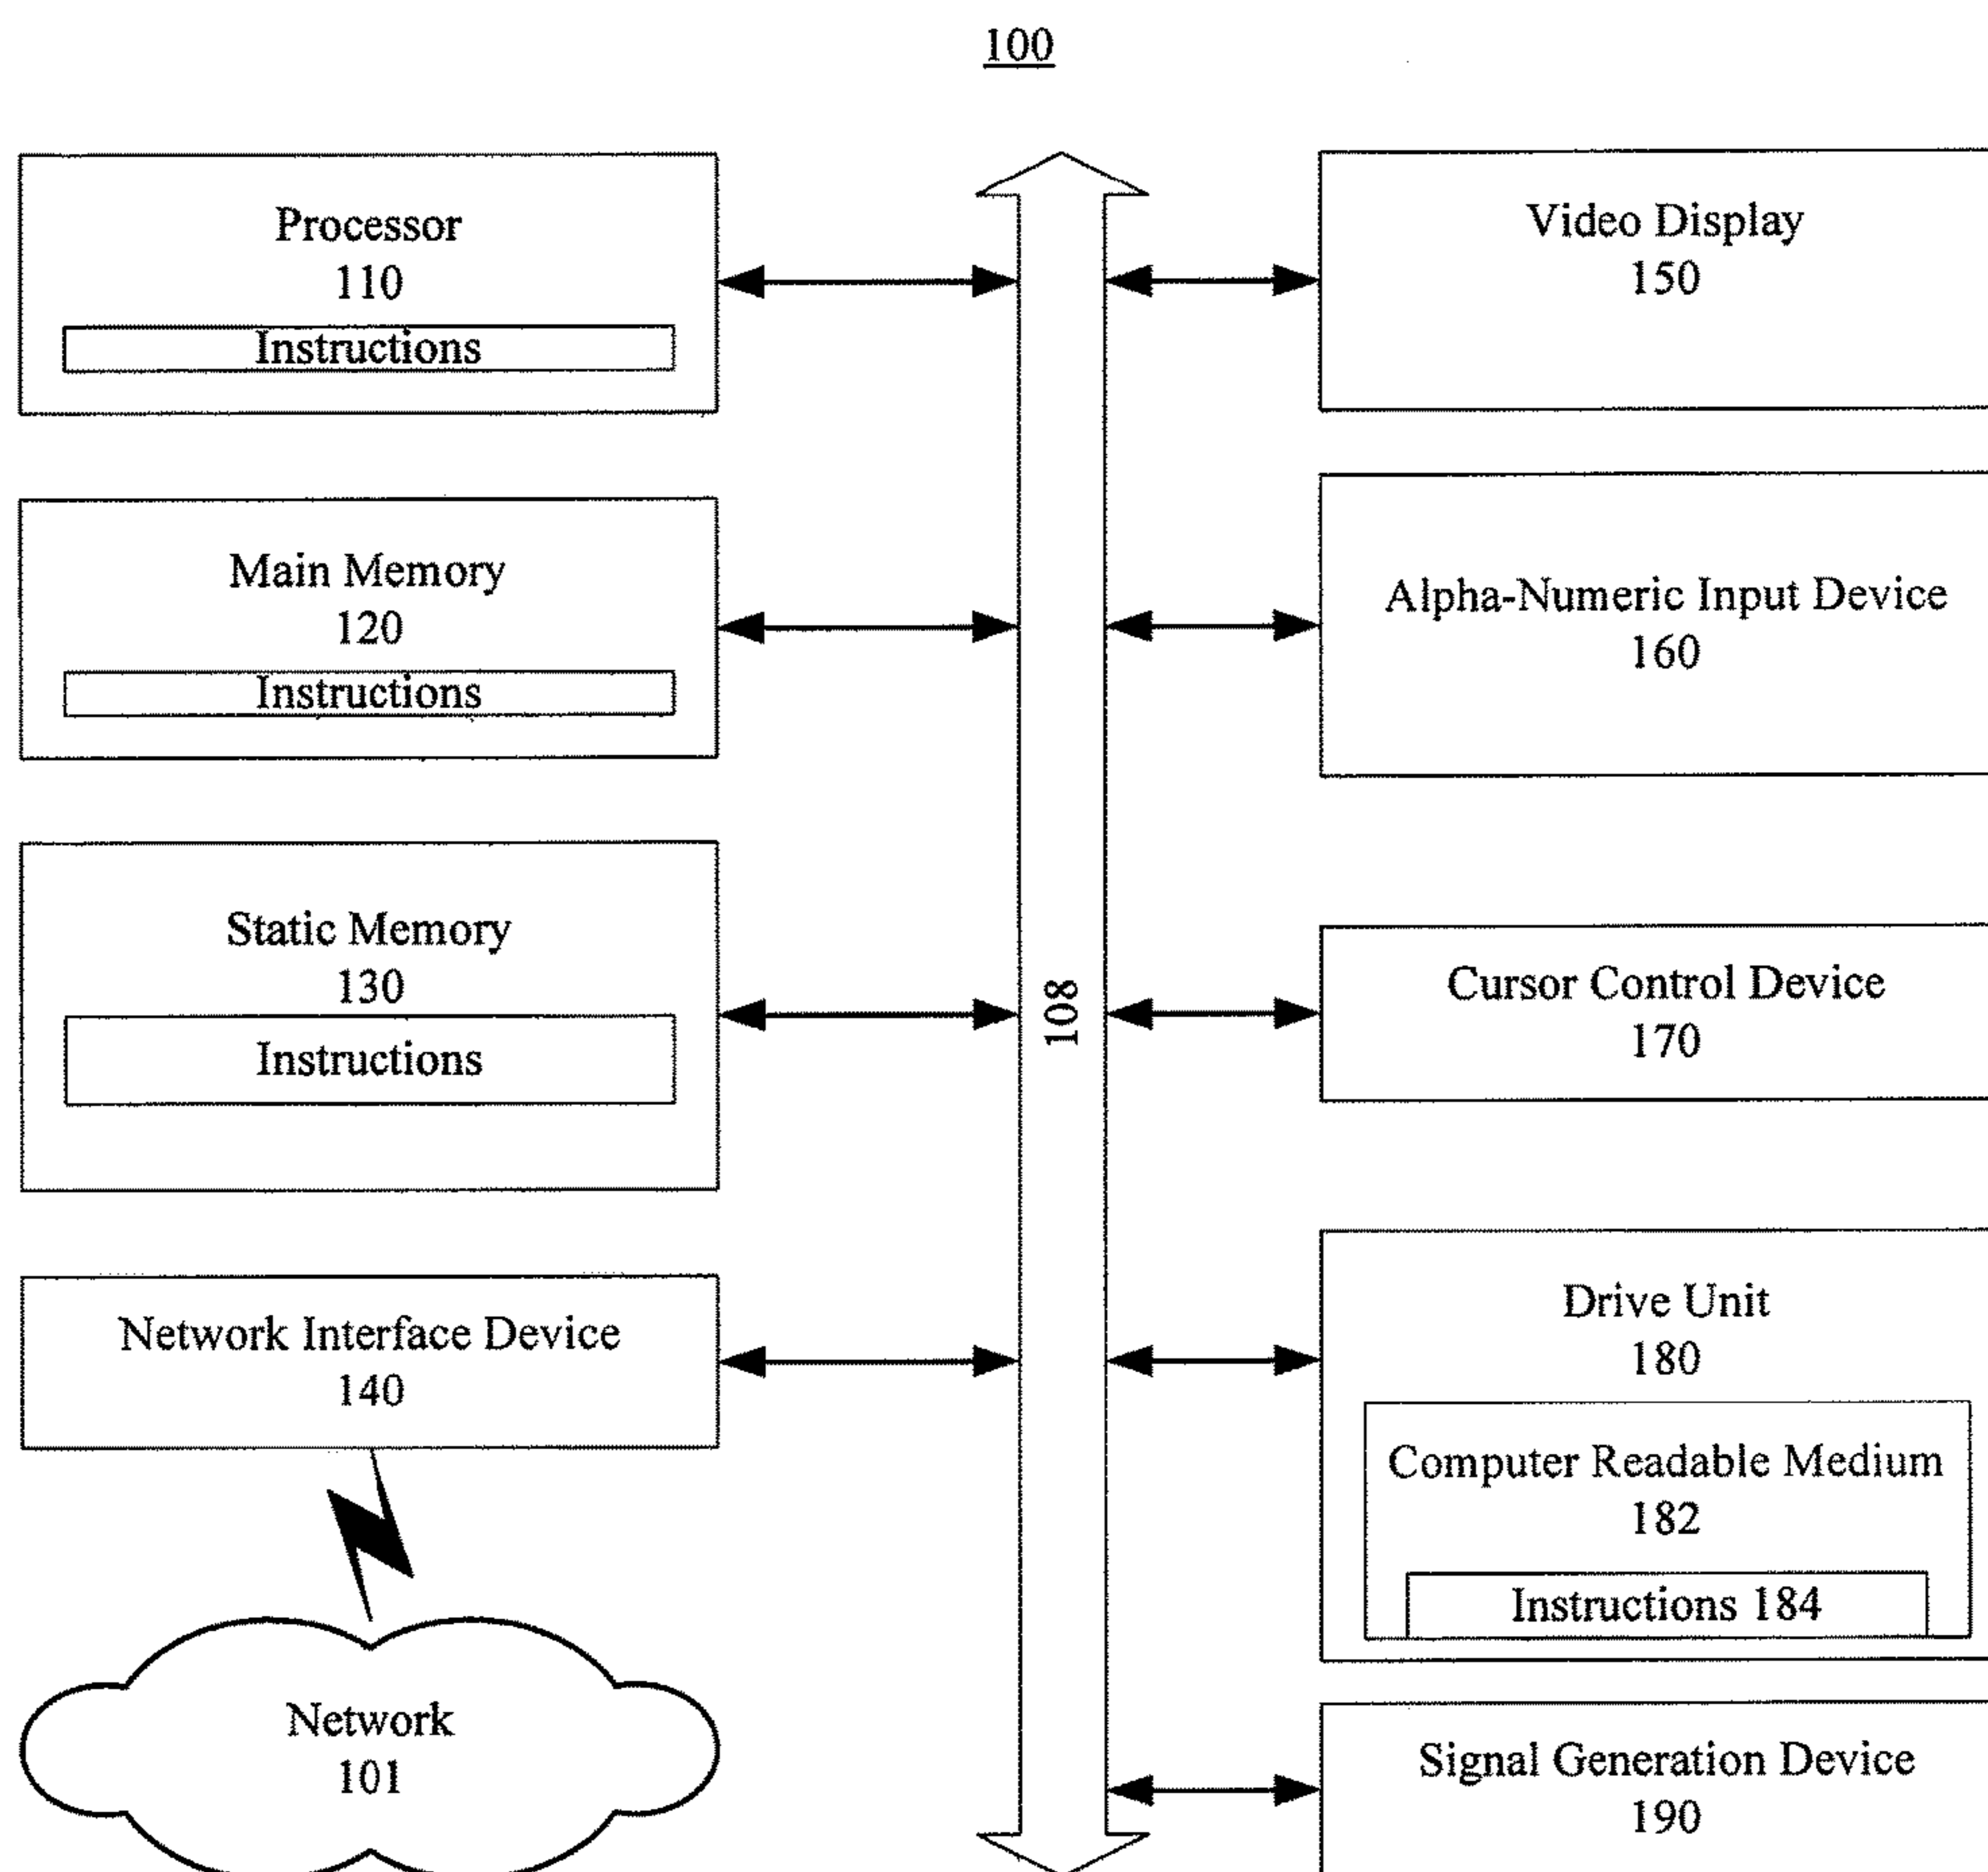 100
Processor
110
Instructions
Main Memory
120
Instructions
Static Memory
130
Instructions
Network Interface Device
140
Network
101
108
Video Display
150
Alpha-Numeric Input Device
160
Cursor Control Device
170
Drive Unit
180
Computer Readable Medium
182
Instructions 184
Signal Generation Device
190